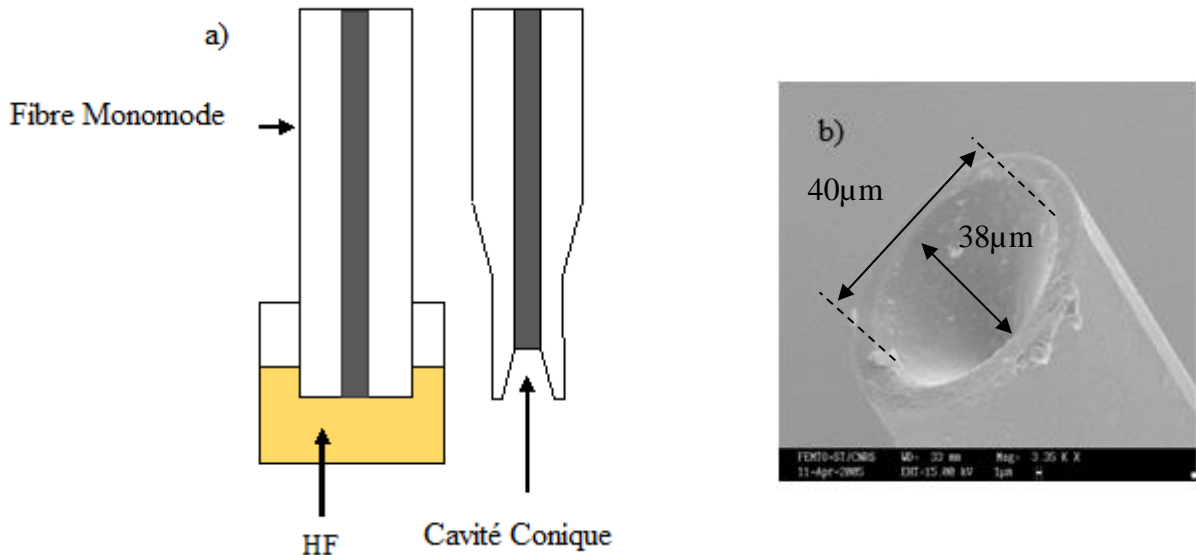 a)
Fibre Monomode
HF
Cavité Conique
b)
40µm
38µm
FEMTO-ST/CNRS WD= 33 mm Mag= 3.35 K X
11-Apr-2005 EHT=15.00 kV 1µm